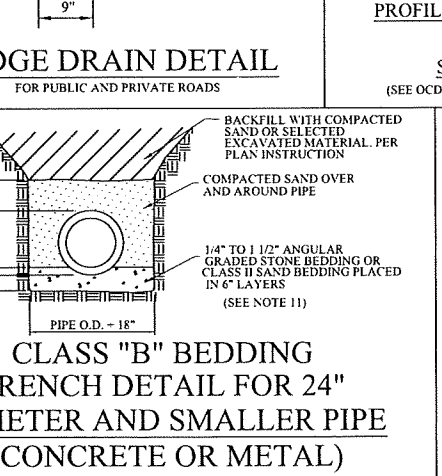 9"
PROFIL
OGE DRAIN DETAIL
FOR PUBLIC AND PRIVATE ROADS
S
(SEE OCD
BACKFILL WITH COMPACTED
SAND OR SELECTED
EXCAVATED MATERIAL. PER
PLAN INSTRUCTION
COMPACTED SAND OVER
AND AROUND PIPE
1/4" TO 1 1/2" ANGULAR
GRADED STONE BEDDING OR
CLASS II SAND BEDDING PLACED
IN 6" LAYERS
(SEE NOTE 11)
PIPE O.D. + 18"
CLASS "B" BEDDING
RENCH DETAIL FOR 24"
METER AND SMALLER PIPE
CONCRETE OR METAL)